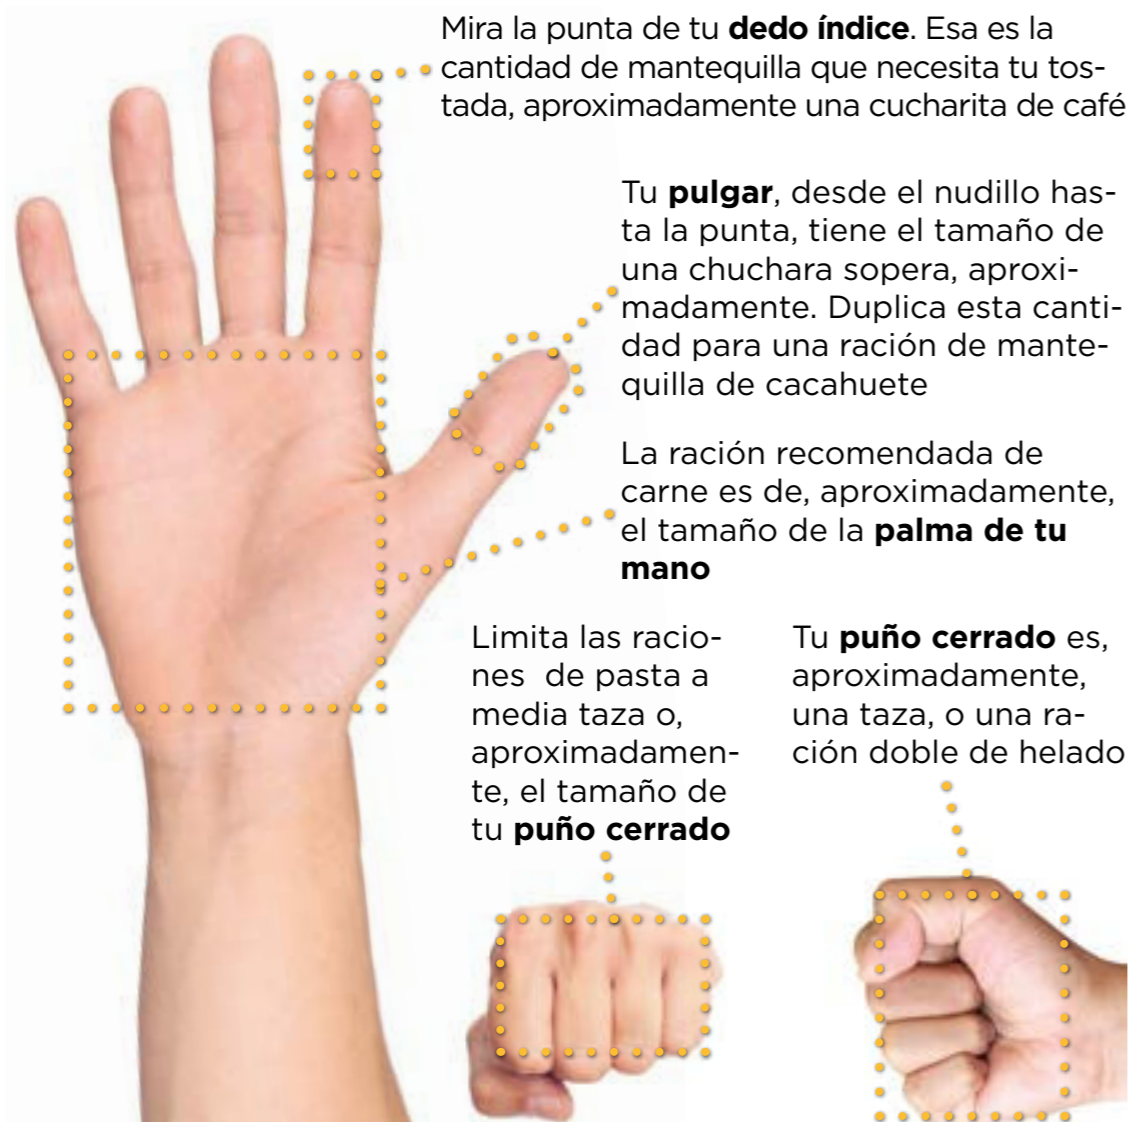 Mira la punta de tu dedo índice. Esa es la
cantidad de mantequilla que necesita tu tos-
tada, aproximadamente una cucharita de café
Tu pulgar, desde el nudillo has-
ta la punta, tiene el tamaño de
una chuchara sopera, aproxi-
madamente. Duplica esta canti-
dad para una ración de mante-
quilla de cacahuete
La ración recomendada de
carne es de, aproximadamente,
el tamaño de la palma de tu
mano
Limita las racio-
nes de pasta a
media taza o,
aproximadamen-
te, el tamaño de
tu puño cerrado
Tu puño cerrado es,
aproximadamente,
una taza, o una ra-
ción doble de helado